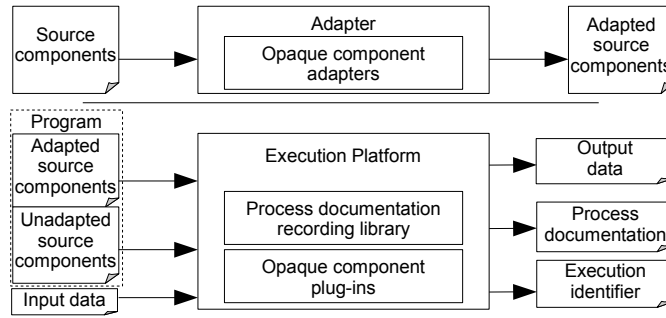 Source
components
Adapter
Opaque component
adapters
Adapted
source
components
Program
Adapted
source
components
Unadapted
source
components
Input data
Execution Platform
Process documentation
recording library
Opaque component
plug-ins
Output
data
Process
documentation
Execution
identifier